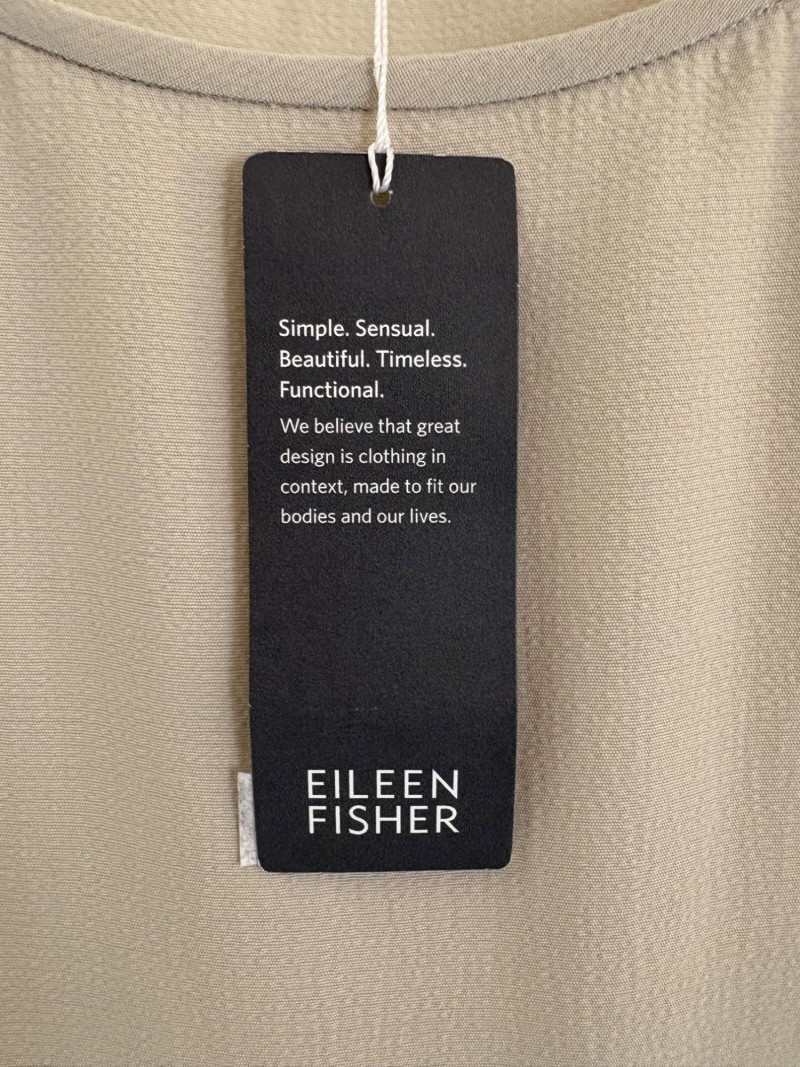 Simple. Sensual.
Beautiful. Timeless.
Functional.
We believe that great
design is clothing in
context, made to fit our
bodies and our lives.
EILEEN
FISHER